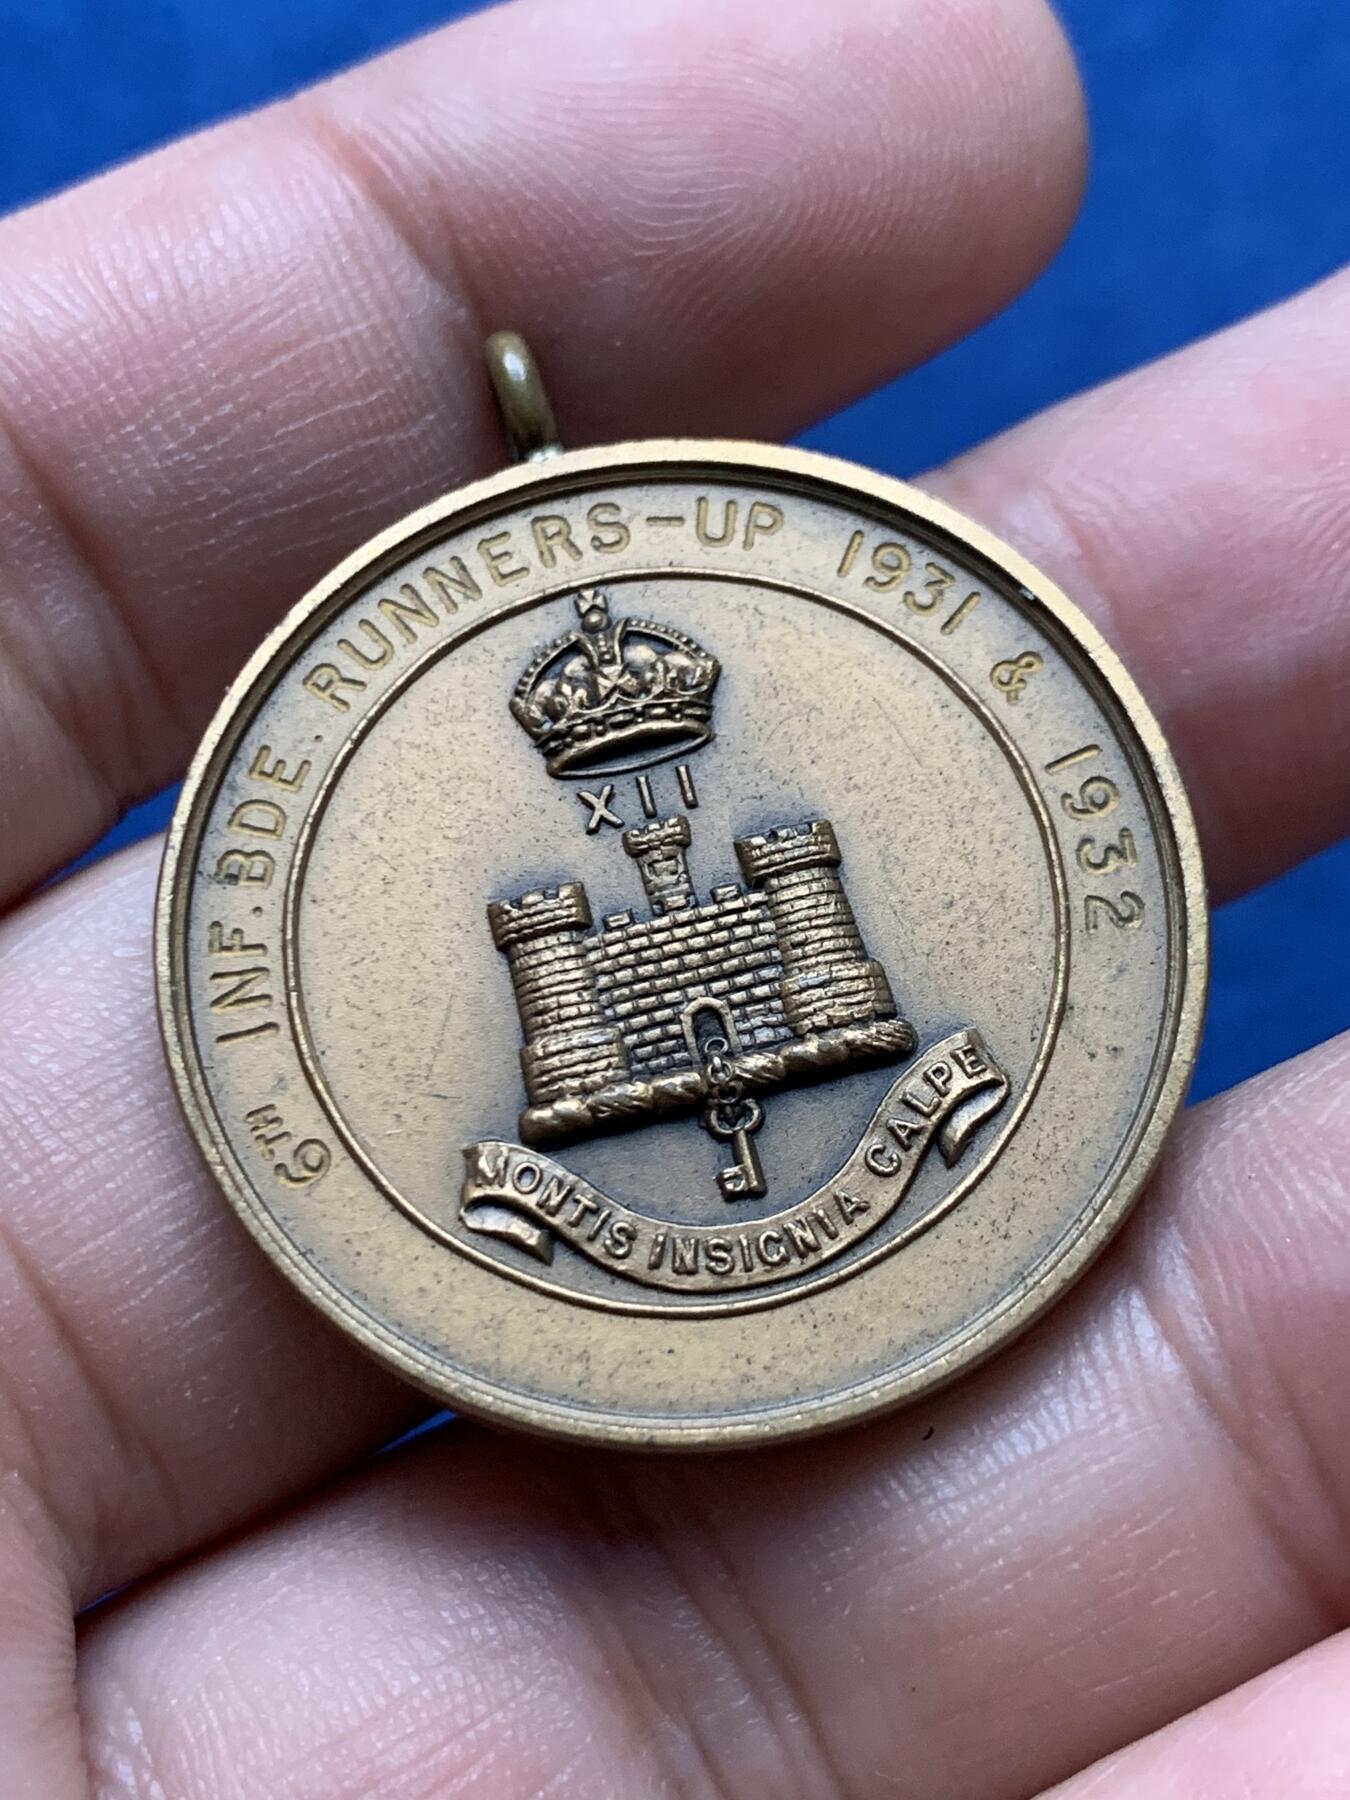 6TH INF. BDE. RUNNERS-UP 1931 & 1932
XII
MONTIS INSIGNIA CALPE